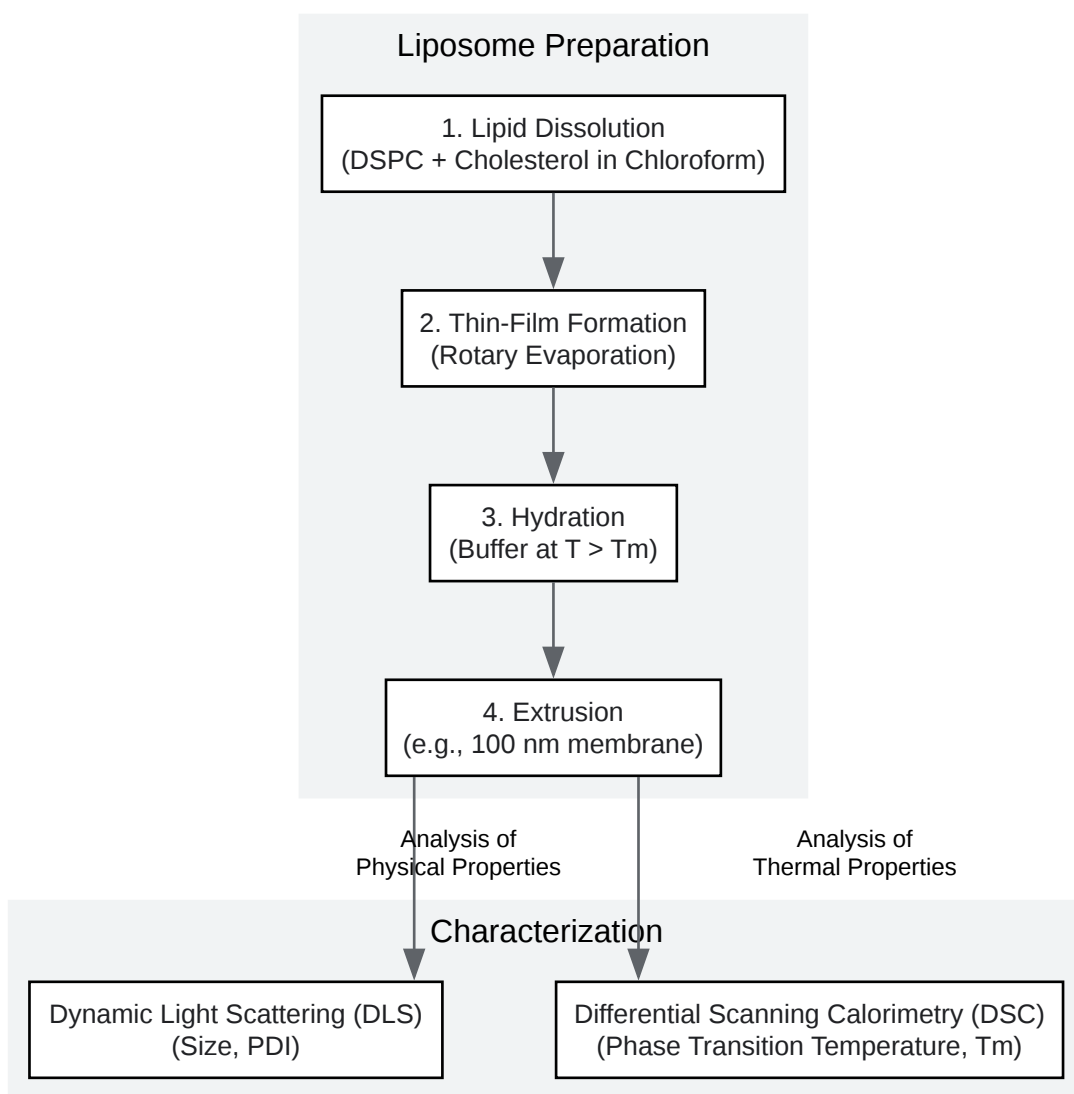 Liposome Preparation
1. Lipid Dissolution
(DSPC + Cholesterol in Chloroform)
2. Thin-Film Formation
(Rotary Evaporation)
3. Hydration
(Buffer at T > Tm)
4. Extrusion
(e.g., 100 nm membrane)
Analysis of
Physical Properties
Analysis of
Thermal Properties
Characterization
Dynamic Light Scattering (DLS)
(Size, PDI)
Differential Scanning Calorimetry (DSC)
(Phase Transition Temperature, Tm)